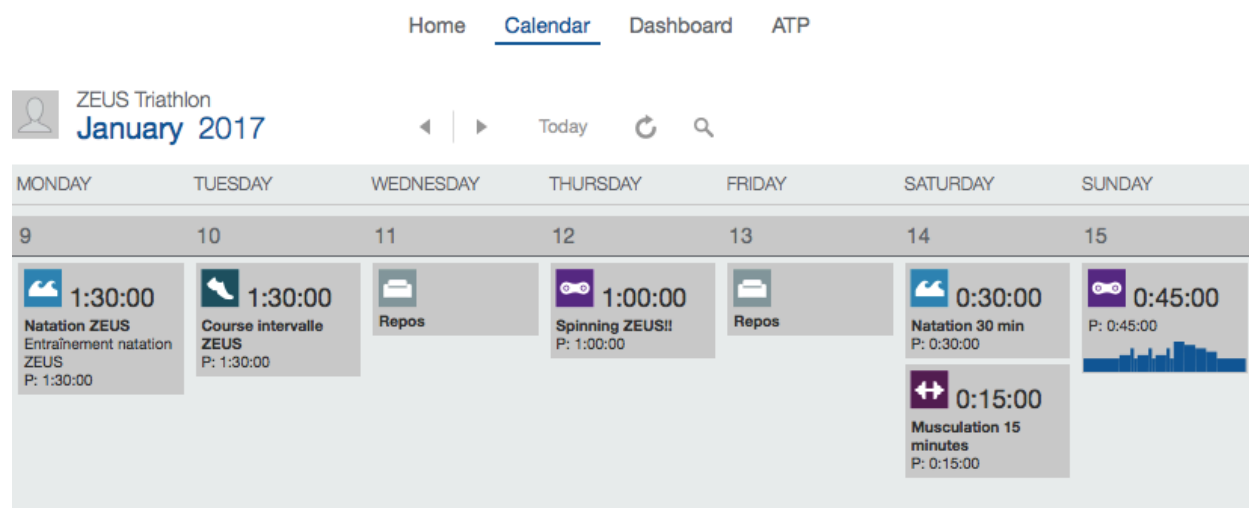 Home Calendar Dashboard ATP
ZEUS Triathlon
January 2017
Today
MONDAY TUESDAY WEDNESDAY THURSDAY FRIDAY SATURDAY SUNDAY
9 10 11 12 13 14 15
1:30:00
Natation ZEUS
Entraînement natation
ZEUS
P: 1:30:00
1:30:00
Course intervalle
ZEUS
P: 1:30:00
Repos
1:00:00
Spinning ZEUS!!
P: 1:00:00
Repos
0:30:00
Natation 30 min
P: 0:30:00
0:15:00
Musculation 15
minutes
P: 0:15:00
0:45:00
P: 0:45:00